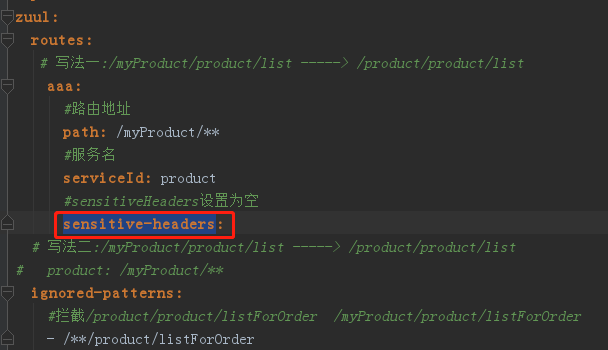 zuul:
routes:
# 写法一:/myProduct/product/list -----> /product/product/list
aaa:
#路由地址
path: /myProduct/**
#服务名
serviceId: product
#sensitiveHeaders设置为空
sensitive-headers:
# 写法二:/myProduct/product/list -----> /product/product/list
# product: /myProduct/**
ignored-patterns:
#拦截/product/product/listForOrder /myProduct/product/listForOrder
- /**/product/listForOrder